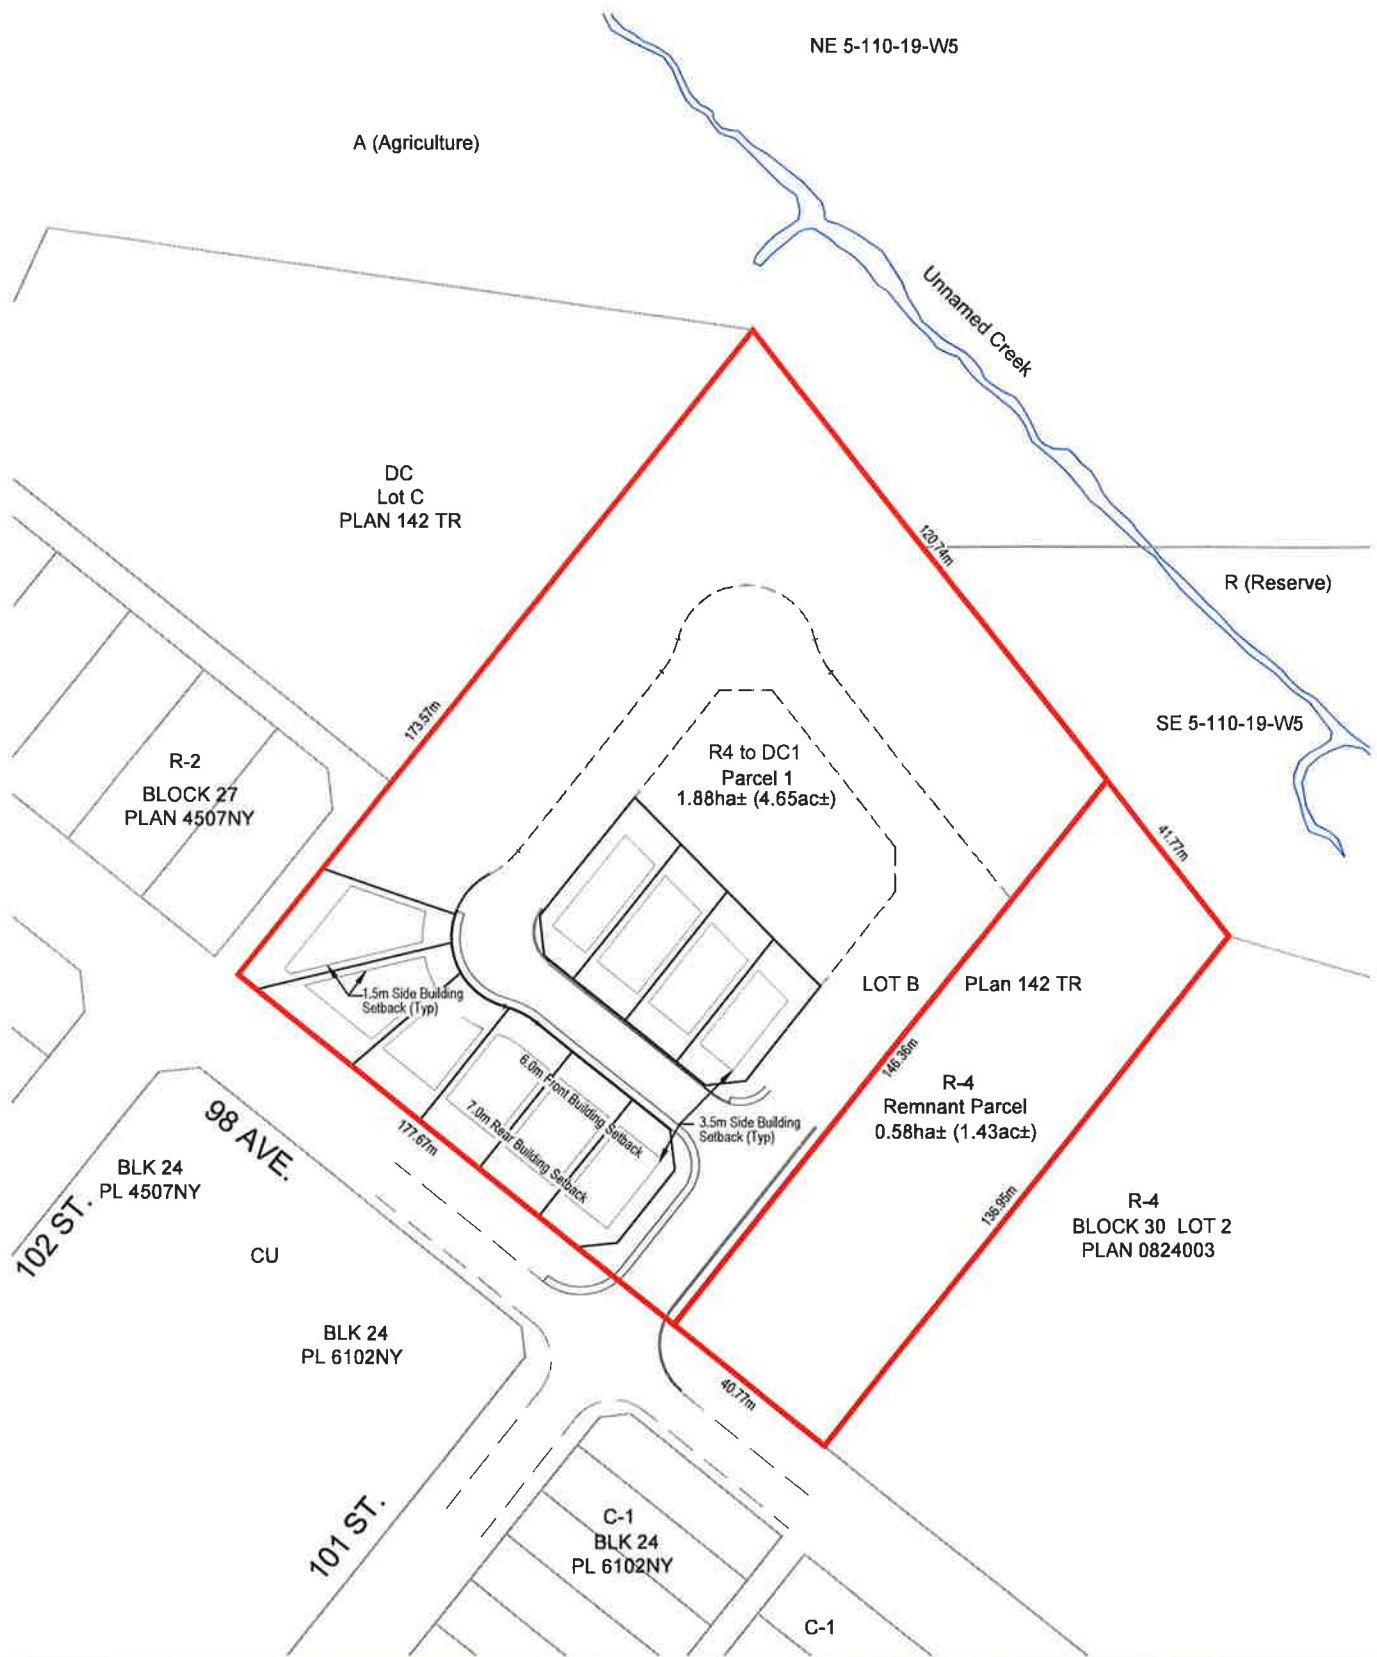 NE 5-110-19-W5
A (Agriculture)
Unnamed Creek
DC
Lot C
PLAN 142 TR
120.74m
R (Reserve)
173.57m
SE 5-110-19-W5
R4 to DC1
Parcel 1
1.88ha± (4.65ac±)
R-2
BLOCK 27
PLAN 4507NY
41.77m
LOT B
PLan 142 TR
1.5m Side Building
Setback (Typ)
146.36m
6.0m Front Building Setback
7.0m Rear Building Setback
R-4
Remnant Parcel
0.58ha± (1.43ac±)
3.5m Side Building
Setback (Typ)
177.67m
98 AVE.
BLK 24
PL 4507NY
102 ST.
136.95m
R-4
BLOCK 30 LOT 2
PLAN 0824003
CU
BLK 24
PL 6102NY
40.77m
101 ST.
C-1
BLK 24
PL 6102NY
C-1